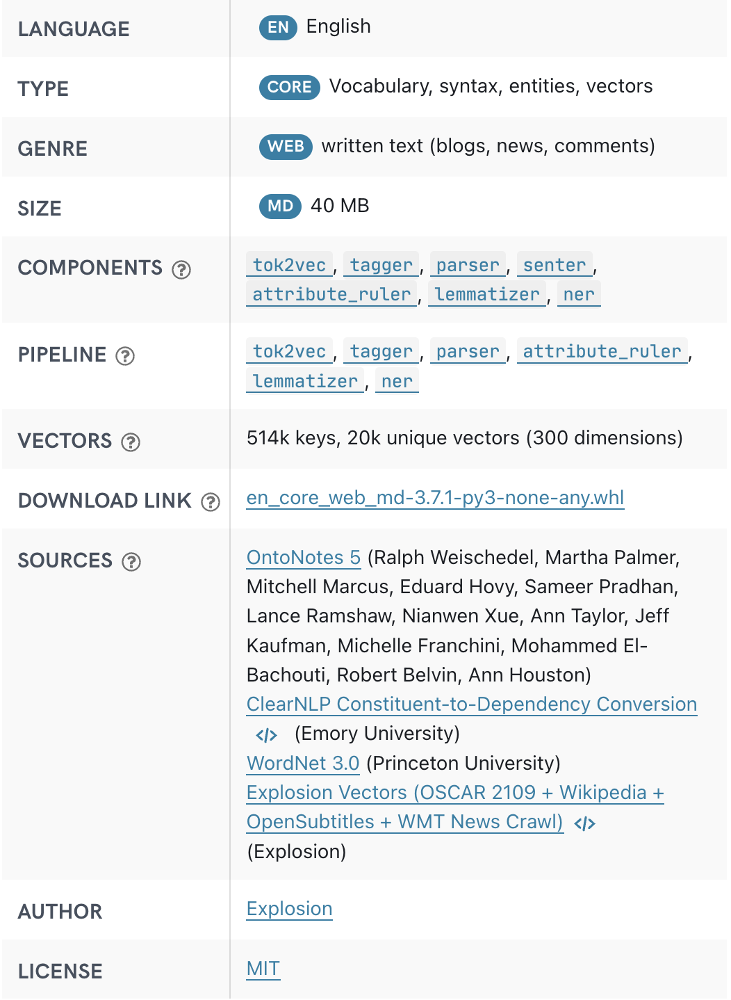 LANGUAGE
EN English
TYPE
CORE Vocabulary, syntax, entities, vectors
GENRE
WEB written text (blogs, news, comments)
SIZE
MD 40 MB
COMPONENTS ?
tok2vec, tagger, parser, senter,
attribute_ruler, lemmatizer, ner
PIPELINE ?
tok2vec, tagger, parser, attribute_ruler,
lemmatizer, ner
VECTORS ?
514k keys, 20k unique vectors (300 dimensions)
DOWNLOAD LINK ?
en_core_web_md-3.7.1-py3-none-any.whl
SOURCES ?
OntoNotes 5 (Ralph Weischedel, Martha Palmer,
Mitchell Marcus, Eduard Hovy, Sameer Pradhan,
Lance Ramshaw, Nianwen Xue, Ann Taylor, Jeff
Kaufman, Michelle Franchini, Mohammed El-
Bachouti, Robert Belvin, Ann Houston)
ClearNLP Constituent-to-Dependency Conversion
</> (Emory University)
WordNet 3.0 (Princeton University)
Explosion Vectors (OSCAR 2109 + Wikipedia +
OpenSubtitles + WMT News Crawl) </>
(Explosion)
AUTHOR
Explosion
LICENSE
MIT